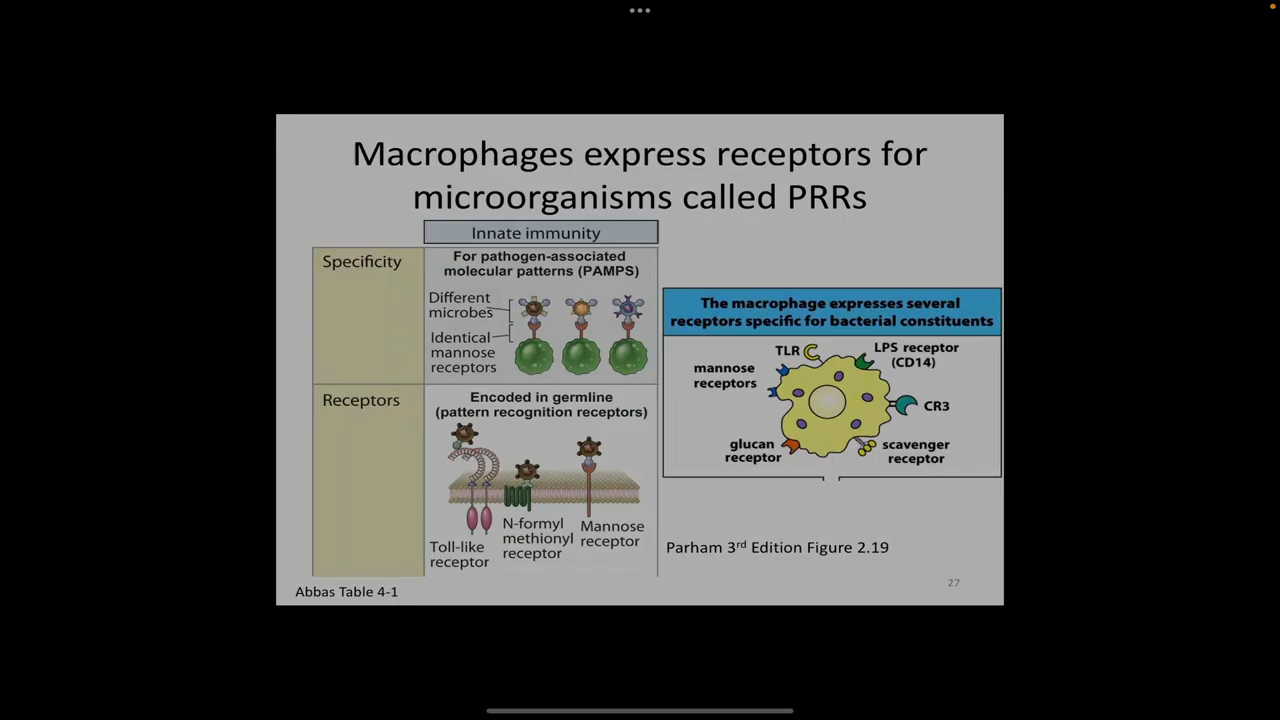 Macrophages express receptors for
microorganisms called PRRs
Innate immunity
Specificity
For pathogen-associated
molecular patterns (PAMPS)
Different
microbes
Identical
mannose
receptors
Receptors
Encoded in germline
(pattern recognition receptors)
Toll-like
receptor
N-formyl
methionyl
receptor
Mannose
receptor
Abbas Table 4-1
The macrophage expresses several
receptors specific for bacterial constituents
TLR
LPS receptor
(CD14)
mannose
receptors
CR3
glucan
receptor
scavenger
receptor
Parham 3rd Edition Figure 2.19
27